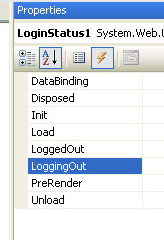 Properties
LoginStatus1 System.Web.
DataBinding
Disposed
Init
Load
LoggedOut
LoggingOut
PreRender
Unload